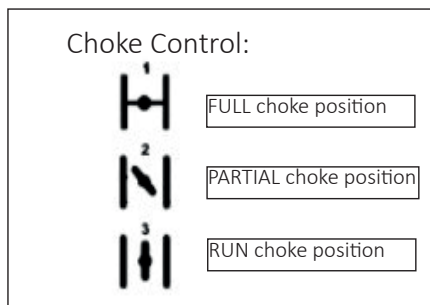 Choke Control:
1
FULL choke position
2
PARTIAL choke position
3
RUN choke position